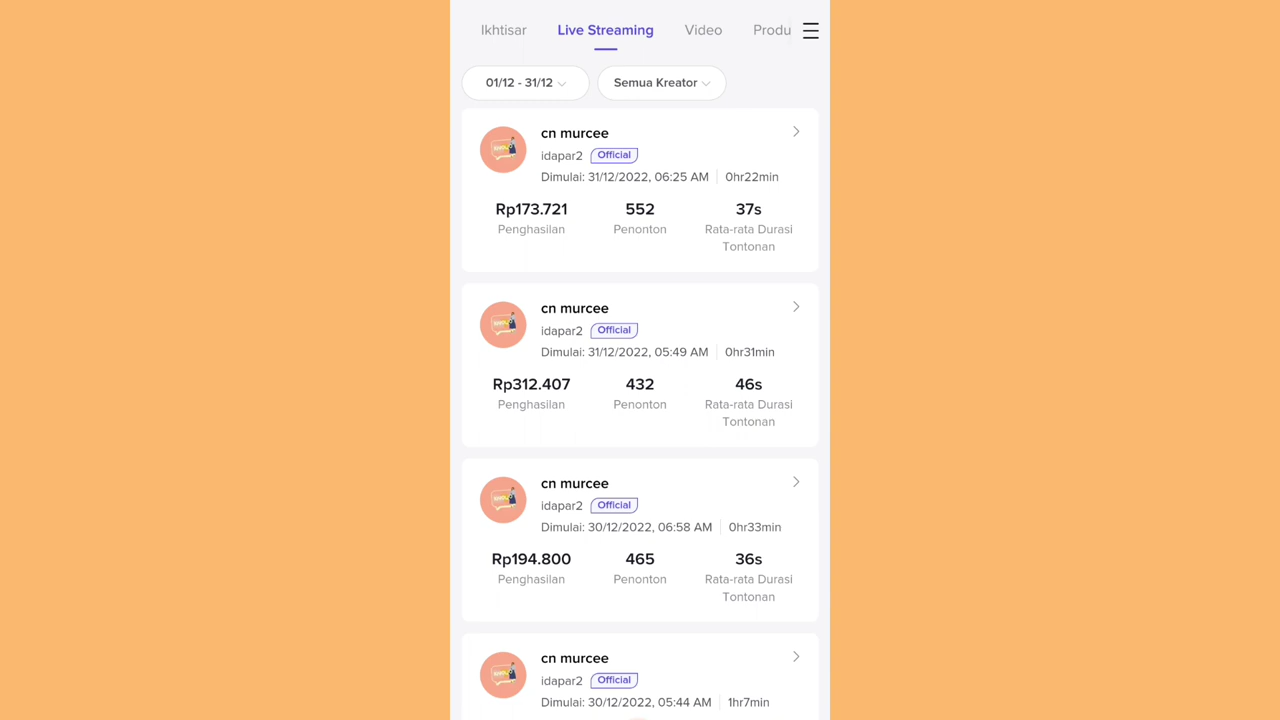 Ikhtisar Live Streaming Video Produ
01/12 - 31/12 Semua Kreator
cn murcee
idapar2 Official
Dimulai: 31/12/2022, 06:25 AM 0hr22min
Rp173.721 552 37s
Penghasilan Penonton Rata-rata Durasi
Tontonan
cn murcee
idapar2 Official
Dimulai: 31/12/2022, 05:49 AM 0hr31min
Rp312.407 432 46s
Penghasilan Penonton Rata-rata Durasi
Tontonan
cn murcee
idapar2 Official
Dimulai: 30/12/2022, 06:58 AM 0hr33min
Rp194.800 465 36s
Penghasilan Penonton Rata-rata Durasi
Tontonan
cn murcee
idapar2 Official
Dimulai: 30/12/2022, 05:44 AM 1hr7min